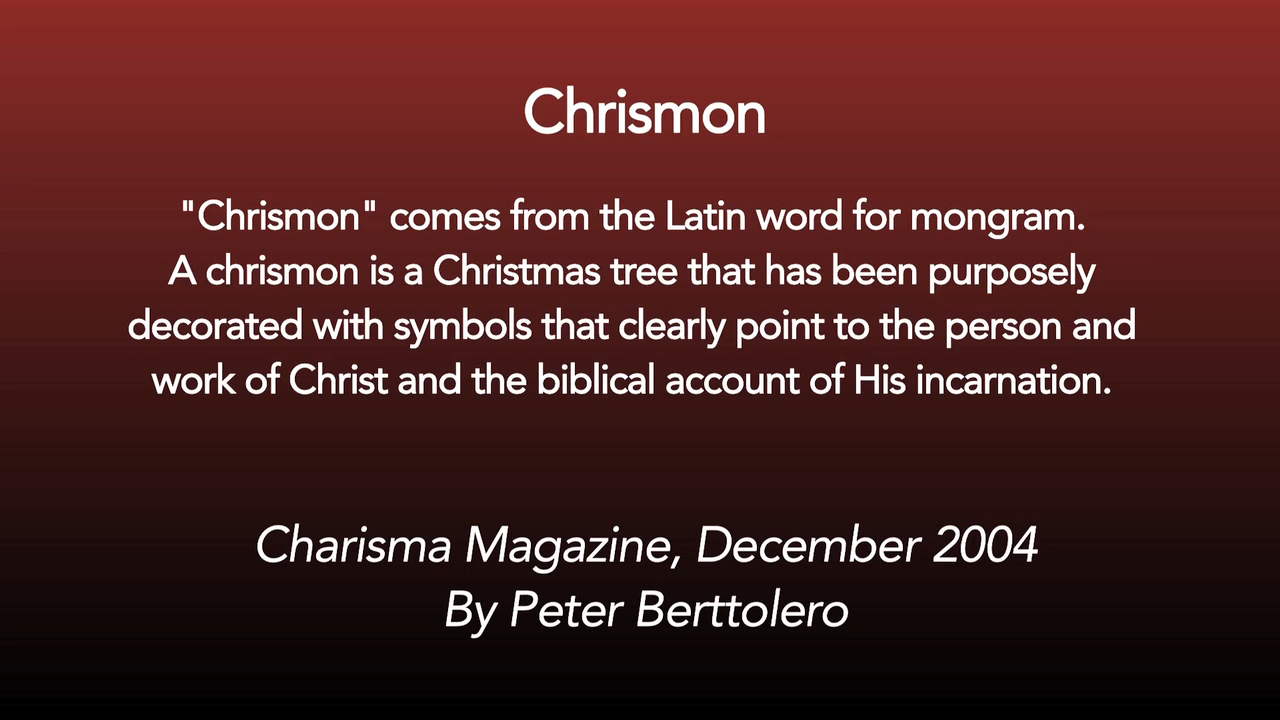 Chrismon
"Chrismon" comes from the Latin word for mongram.
A chrismon is a Christmas tree that has been purposely
decorated with symbols that clearly point to the person and
work of Christ and the biblical account of His incarnation.
Charisma Magazine, December 2004
By Peter Berttolero